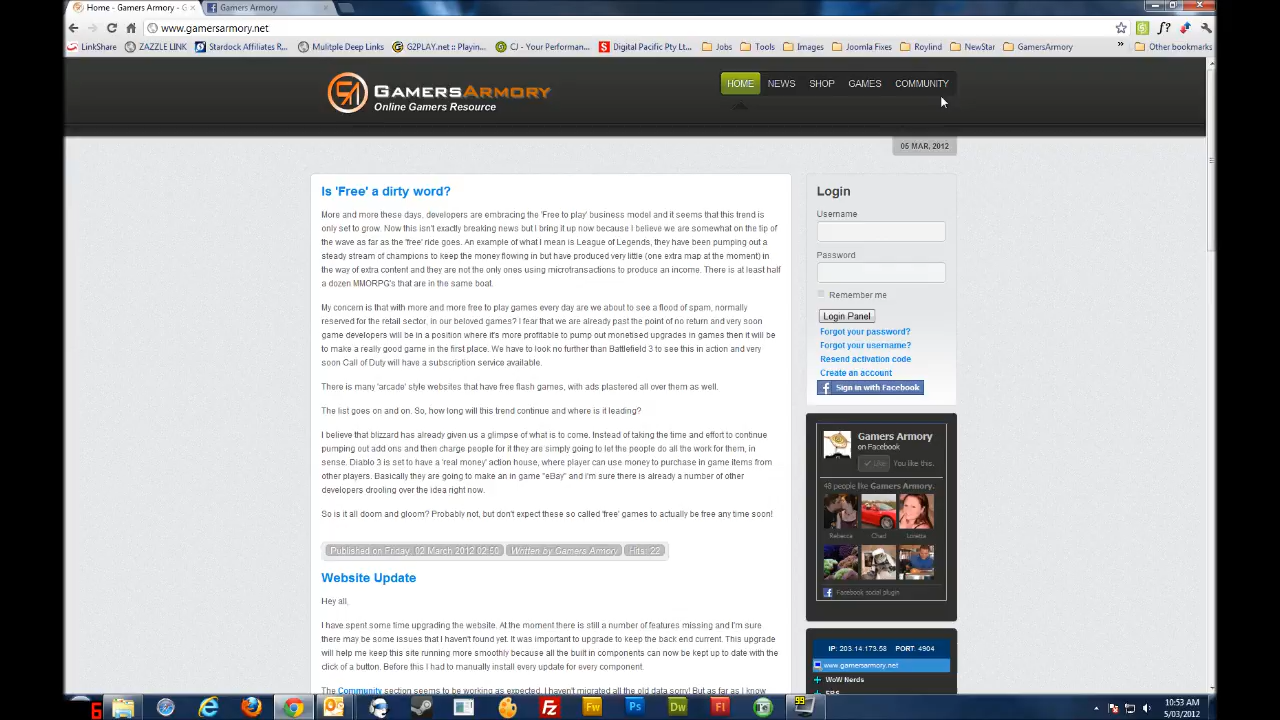 Home - Gamers Armory
Gamers Armory
www.gamersarmory.net
LinkShare
ZAZZLE LINK
Stardock Affiliates R...
Mulitple Deep Links
G2PLAY.net :: Playin...
CJ - Your Performan...
Digital Pacific Pty Lt...
Jobs
Tools
Images
Joomla Fixes
Roylind
NewStar
GamersArmory
Other bookmarks
GAMERSARMORY
Online Gamers Resource
HOME
NEWS
SHOP
GAMES
COMMUNITY
05 MAR, 2012
Is 'Free' a dirty word?
More and more these days, developers are embracing the 'Free to play' business model and it seems that this trend is
only set to grow. Now this isn't exactly breaking news but I bring it up now because I believe we are somewhat on the tip of
the wave as far as the 'free' ride goes. An example of what I mean is League of Legends, they have been pumping out a
steady stream of champions to keep the money flowing in but have produced very little (one extra map at the moment) in
the way of extra content and they are not the only ones using microtransactions to produce an income. There is at least half
a dozen MMORPG's that are in the same boat.
My concern is that with more and more free to play games every day are we about to see a flood of spam, normally
reserved for the retail sector, in our beloved games? I fear that we are already past the point of no return and very soon
game developers will be in a position where it's more profitable to pump out monetised upgrades in games then it will be
to make a really good game in the first place. We have to look no further than Battlefield 3 to see this in action and very
soon Call of Duty will have a subscription service available.
There is many 'arcade' style websites that have free flash games, with ads plastered all over them as well.
The list goes on and on. So, how long will this trend continue and where is it leading?
I believe that blizzard has already given us a glimpse of what is to come. Instead of taking the time and effort to continue
pumping out add ons and then charge people for it they are simply going to let the people do all the work for them, in
sense. Diablo 3 is set to have a 'real money' action house, where player can use money to purchase in game items from
other players. Basically they are going to make an in game "eBay" and I'm sure there is already a number of other
developers drooling over the idea right now.
So is it all doom and gloom? Probably not, but don't expect these so called 'free' games to actually be free any time soon!
Published on Friday, 02 March 2012 02:50
Written by Gamers Armory
Hits: 22
Website Update
Hey all,
I have spent some time upgrading the website. At the moment there is still a number of features missing and I'm sure
there may be some issues that I haven't found yet. It was important to upgrade to keep the back end current. This upgrade
will help me keep this site running more smoothly because all the built in components can now be kept up to date with the
click of a button. Before this I had to manually install every update for every component.
The Community section seems to be working as expected. I haven't migrated all the old data sorry! But as far as I know
Login
Username
Password
Remember me
Login Panel
Forgot your password?
Forgot your username?
Resend activation code
Create an account
Sign in with Facebook
Gamers Armory
on Facebook
Like
You like this.
48 people like Gamers Armory.
Rebecca
Chad
Loretta
Facebook social plugin
IP: 203.14.173.58 PORT: 4904
www.gamersarmory.net
WoW Nerds
99
10:53 AM
5/03/2012